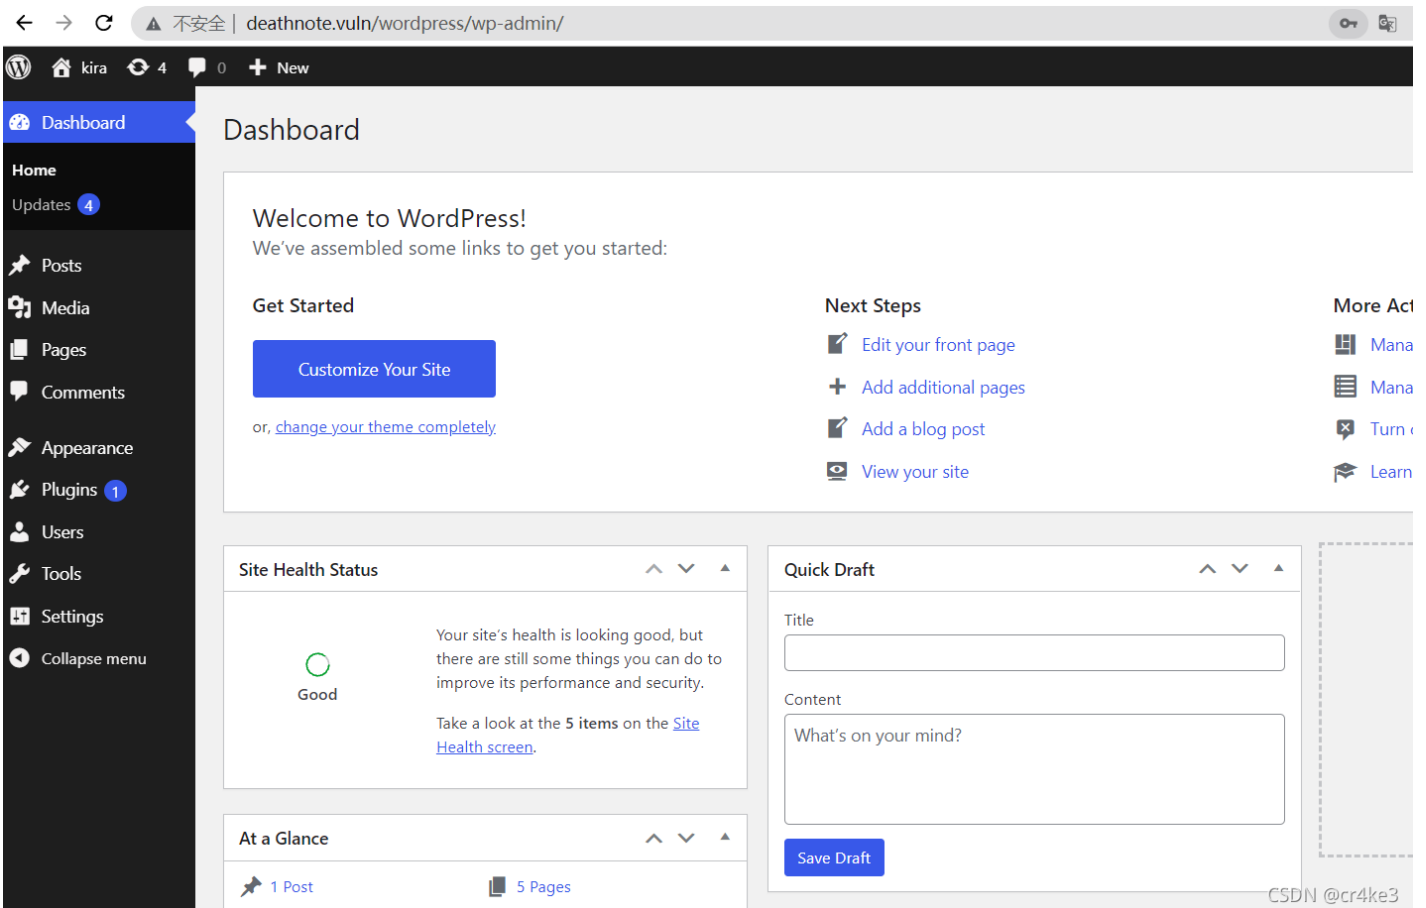 不安全 | deathnote.vuln/wordpress/wp-admin/
kira 4 0 New
Dashboard
Home
Updates 4
Posts
Media
Pages
Comments
Appearance
Plugins 1
Users
Tools
Settings
Collapse menu
Dashboard
Welcome to WordPress!
We've assembled some links to get you started:
Get Started
Customize Your Site
or, change your theme completely
Next Steps
Edit your front page
Add additional pages
Add a blog post
View your site
More Act
Mana
Mana
Turn
Learn
Site Health Status
Good
Your site's health is looking good, but
there are still some things you can do to
improve its performance and security.
Take a look at the 5 items on the Site
Health screen.
At a Glance
1 Post
5 Pages
Quick Draft
Title
Content
What's on your mind?
Save Draft
CSDN @cr4ke3